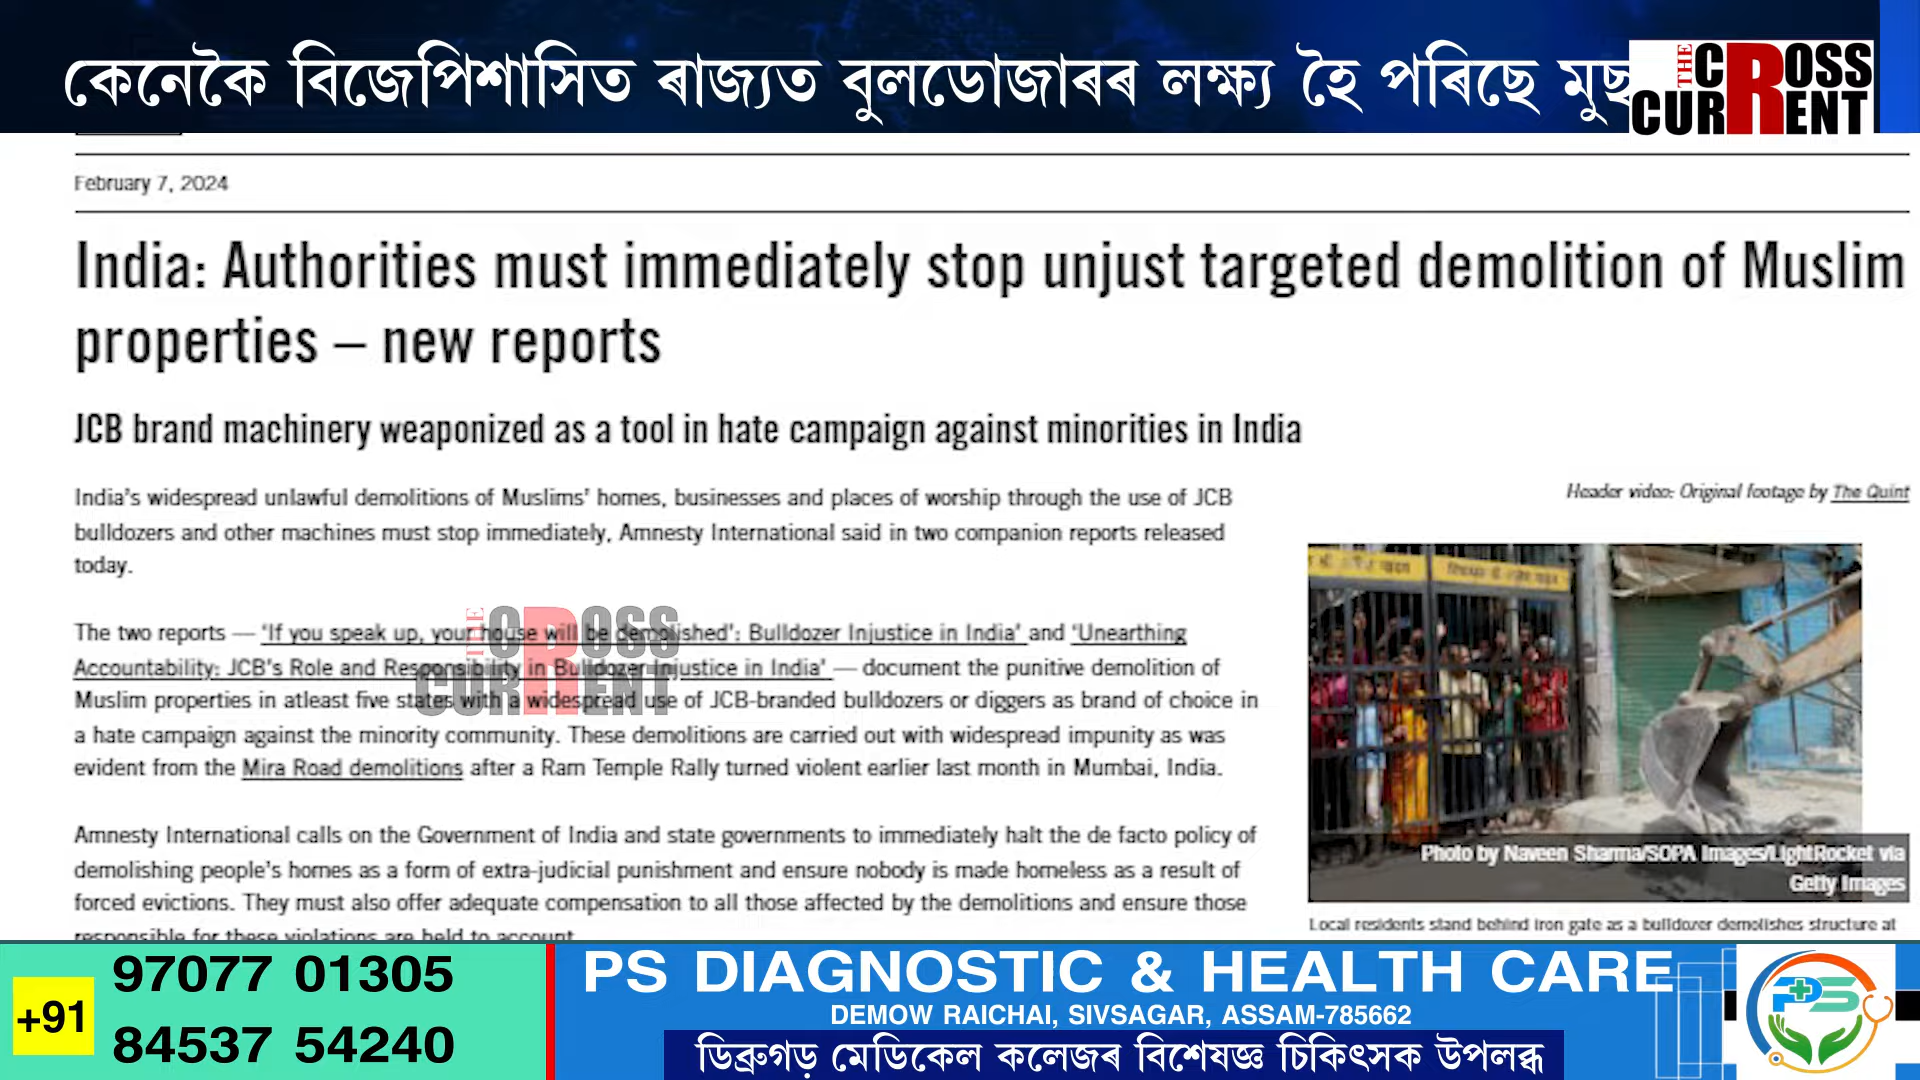 কেনেকৈ বিজেপিশাসিত ৰাজ্যত বুলডোজাৰৰ লক্ষ্য হৈ পৰিছে মুছ
THE CROSS
CURRENT
February 7, 2024
India: Authorities must immediately stop unjust targeted demolition of Muslim
properties – new reports
JCB brand machinery weaponized as a tool in hate campaign against minorities in India
India's widespread unlawful demolitions of Muslims' homes, businesses and places of worship through the use of JCB
bulldozers and other machines must stop immediately, Amnesty International said in two companion reports released
today.
The two reports — 'If you speak up, your house will be demolished': Bulldozer Injustice in India' and 'Unearthing
Accountability: JCB's Role and Responsibility in Bulldozer Injustice in India' — document the punitive demolition of
Muslim properties in atleast five states with a widespread use of JCB-branded bulldozers or diggers as brand of choice in
a hate campaign against the minority community. These demolitions are carried out with widespread impunity as was
evident from the Mira Road demolitions after a Ram Temple Rally turned violent earlier last month in Mumbai, India.
Amnesty International calls on the Government of India and state governments to immediately halt the de facto policy of
demolishing people's homes as a form of extra-judicial punishment and ensure nobody is made homeless as a result of
forced evictions. They must also offer adequate compensation to all those affected by the demolitions and ensure those
responsible for these violations are held to account
THE CROSS
CURRENT
Header video: Original footage by The Quint
Photo by Naveen Sharma/SOPA Images/LightRocket via
Getty Images
Local residents stand behind iron gate as a bulldozer demolishes structure at
+91
97077 01305
84537 54240
PS DIAGNOSTIC & HEALTH CARE
DEMOW RAICHAI, SIVSAGAR, ASSAM-785662
ডিব্ৰুগড় মেডিকেল কলেজৰ বিশেষজ্ঞ চিকিৎসক উপলব্ধ
PS